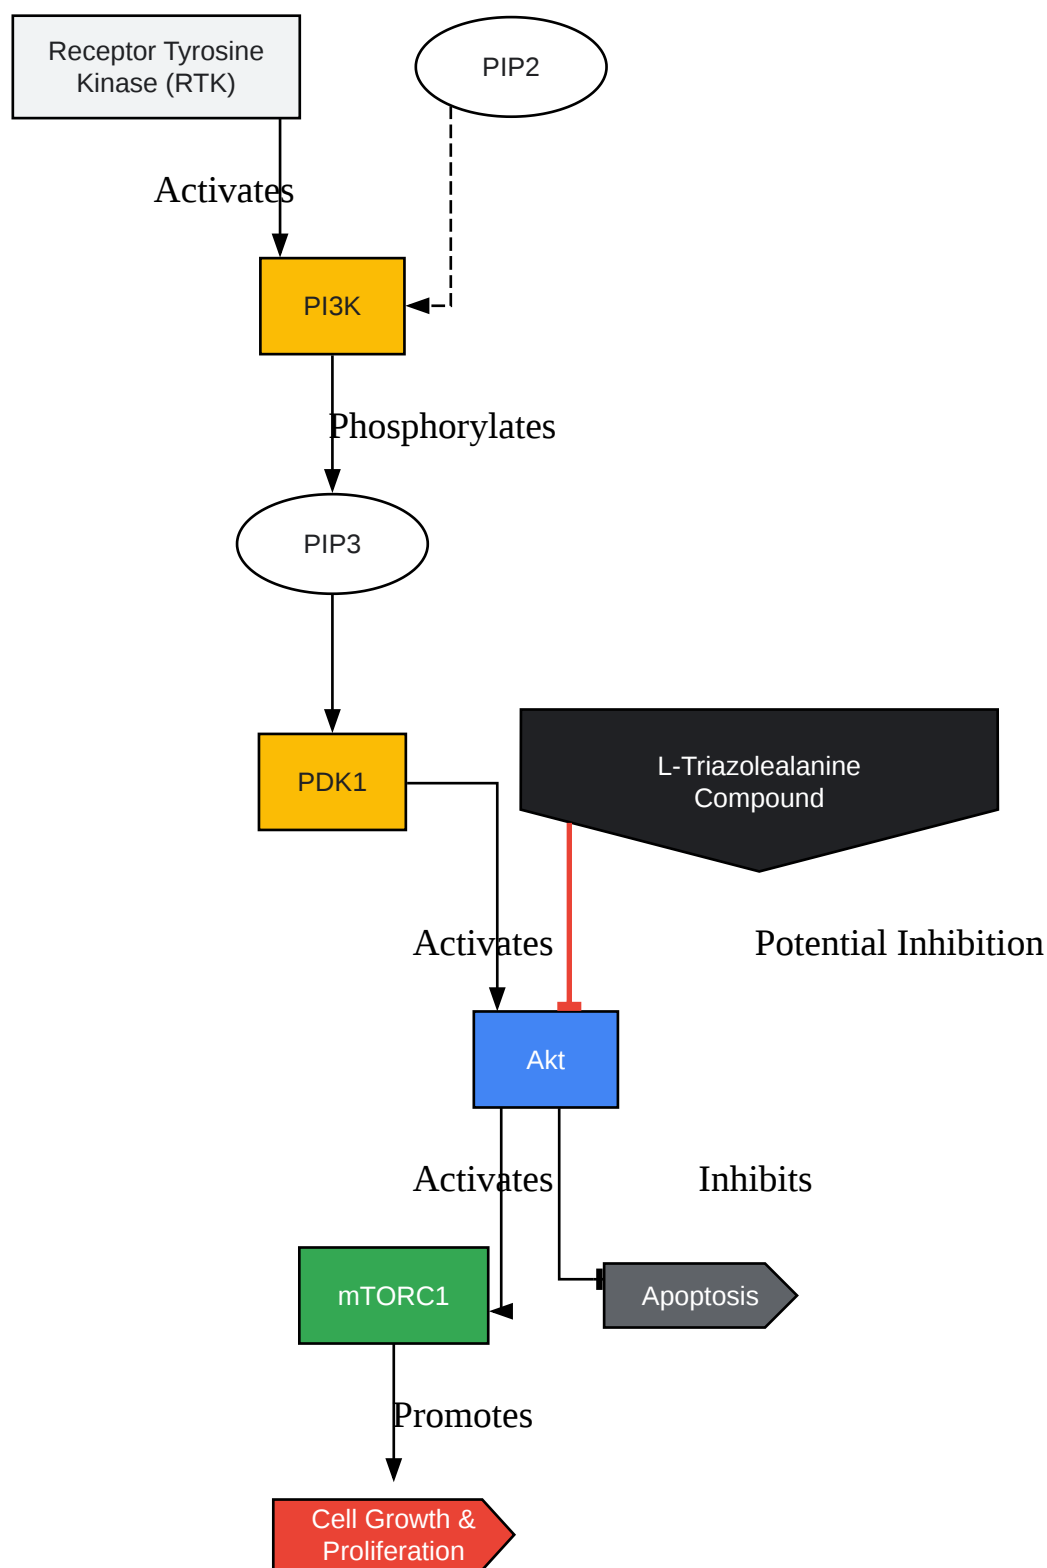 Receptor Tyrosine
Kinase (RTK)
PIP2
Activates
PI3K
Phosphorylates
PIP3
PDK1
L-Triazolealanine
Compound
Activates
Potential Inhibition
Akt
Activates
Inhibits
mTORC1
Apoptosis
Promotes
Cell Growth &
Proliferation